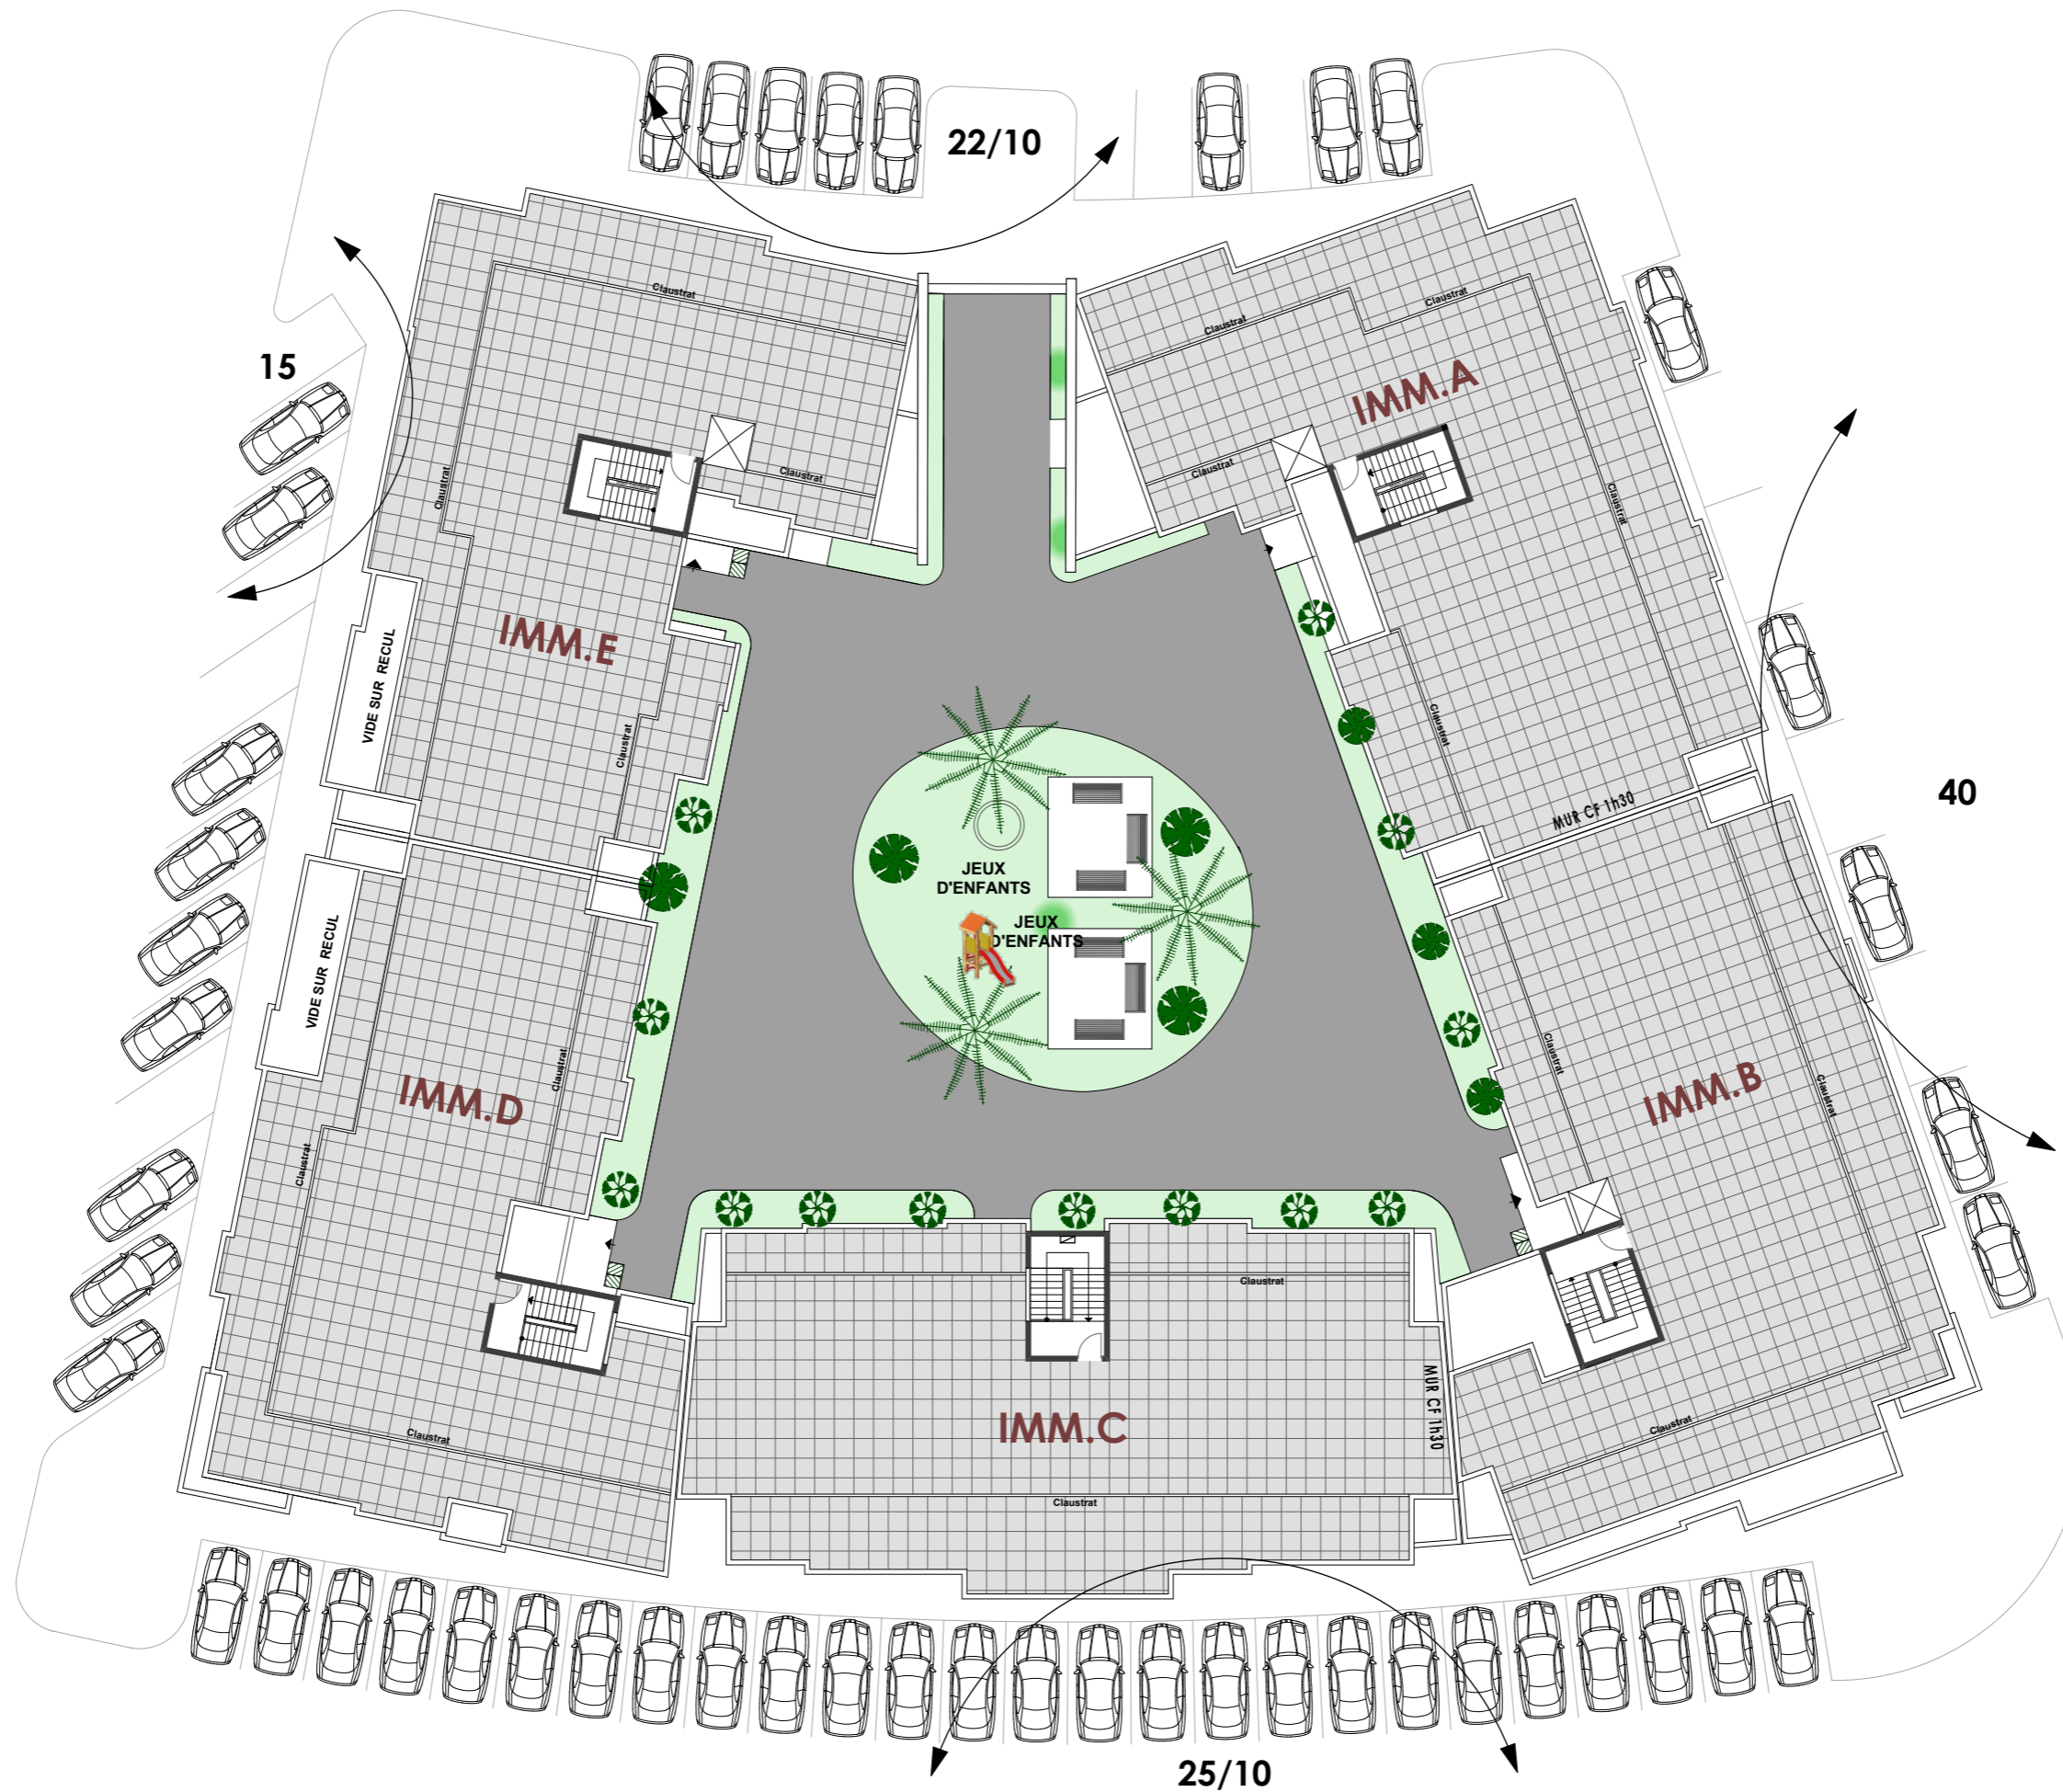 22/10
Claustrat
Claustrat
Claustrat
15
IMM.A
Claustrat
Claustrat
Claustrat
Claustrat
IMM.E
VIDE SUR RECUL
Claustrat
Claustrat
40
MUR CF 1h30
JEUX
D'ENFANTS
JEUX
D'ENFANTS
VIDE SUR RECUL
Claustrat
Claustrat
IMM.D
IMM.B
Claustrat
Claustrat
Claustrat
MUR CF 1h30
IMM.C
Claustrat
Claustrat
Claustrat
25/10